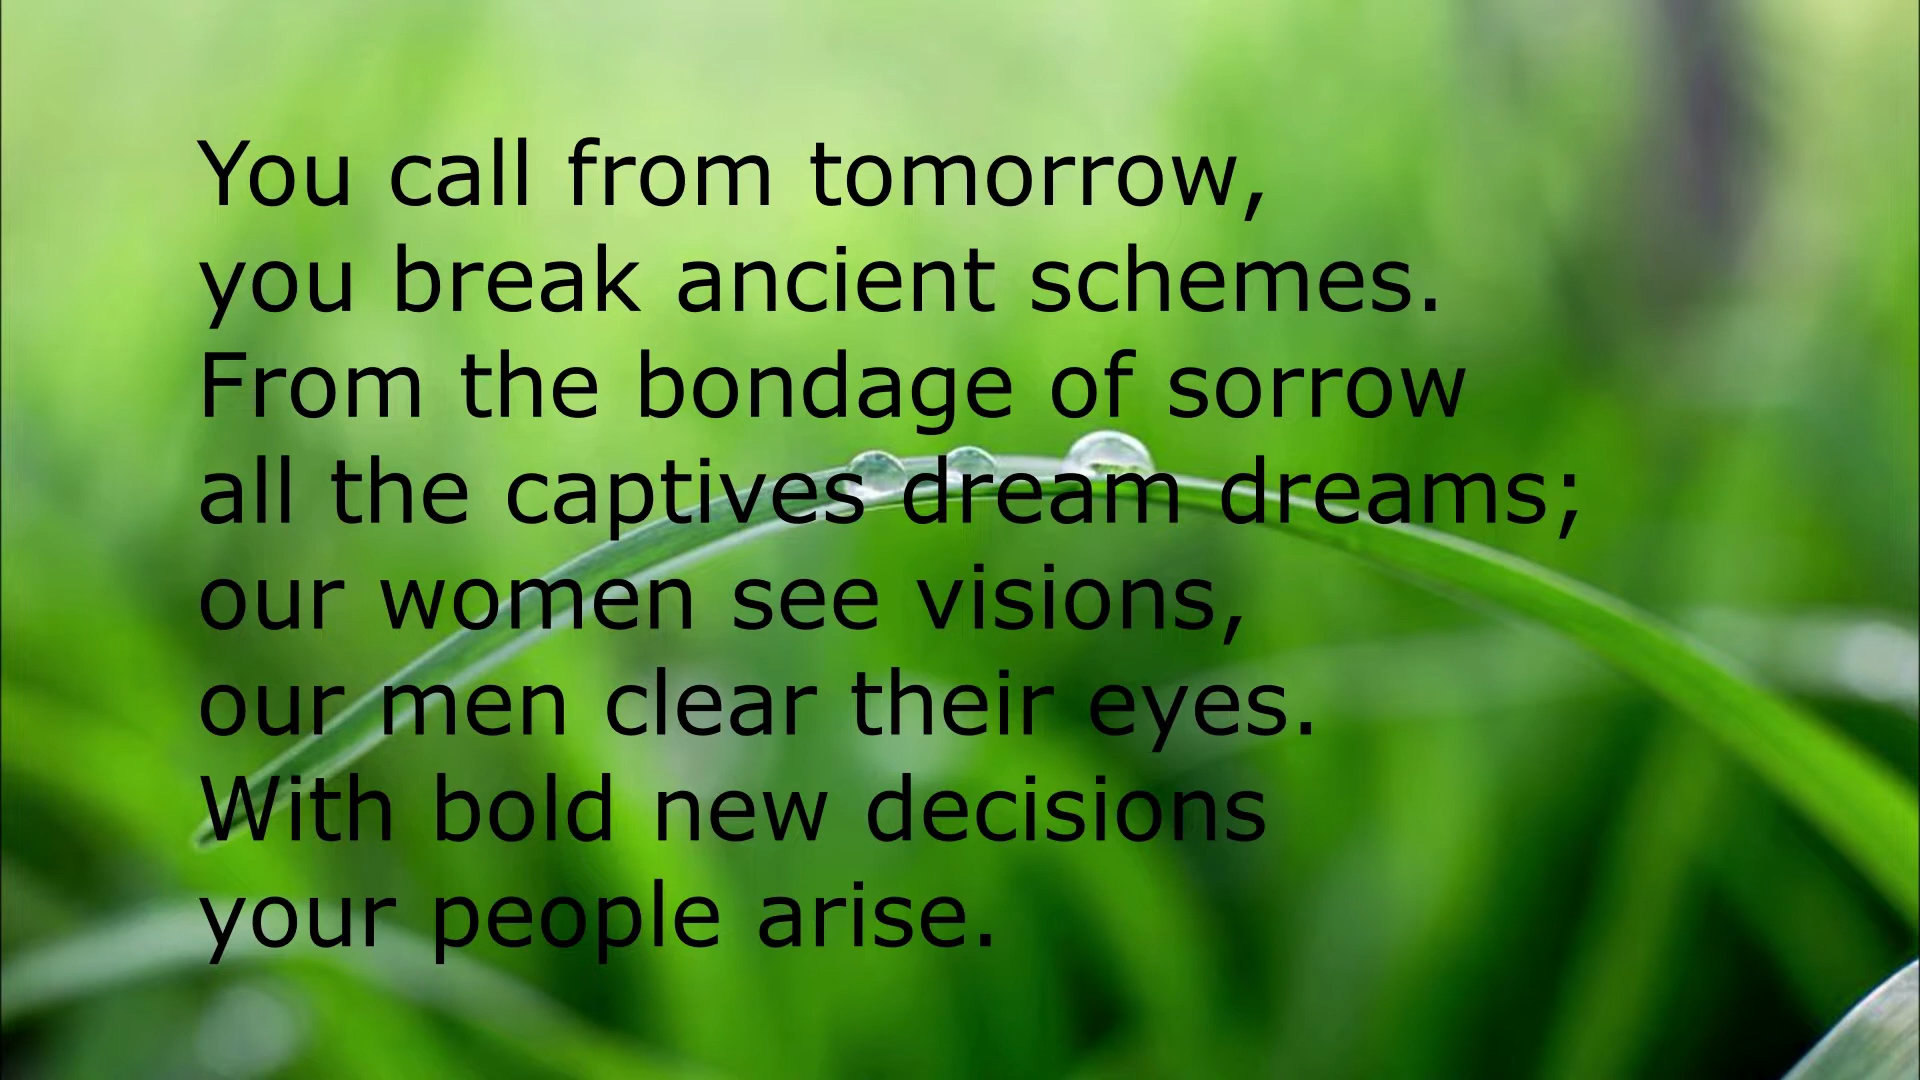 You call from tomorrow,
you break ancient schemes.
From the bondage of sorrow
all the captives dream dreams;
our women see visions,
our men clear their eyes.
With bold new decisions
your people arise.